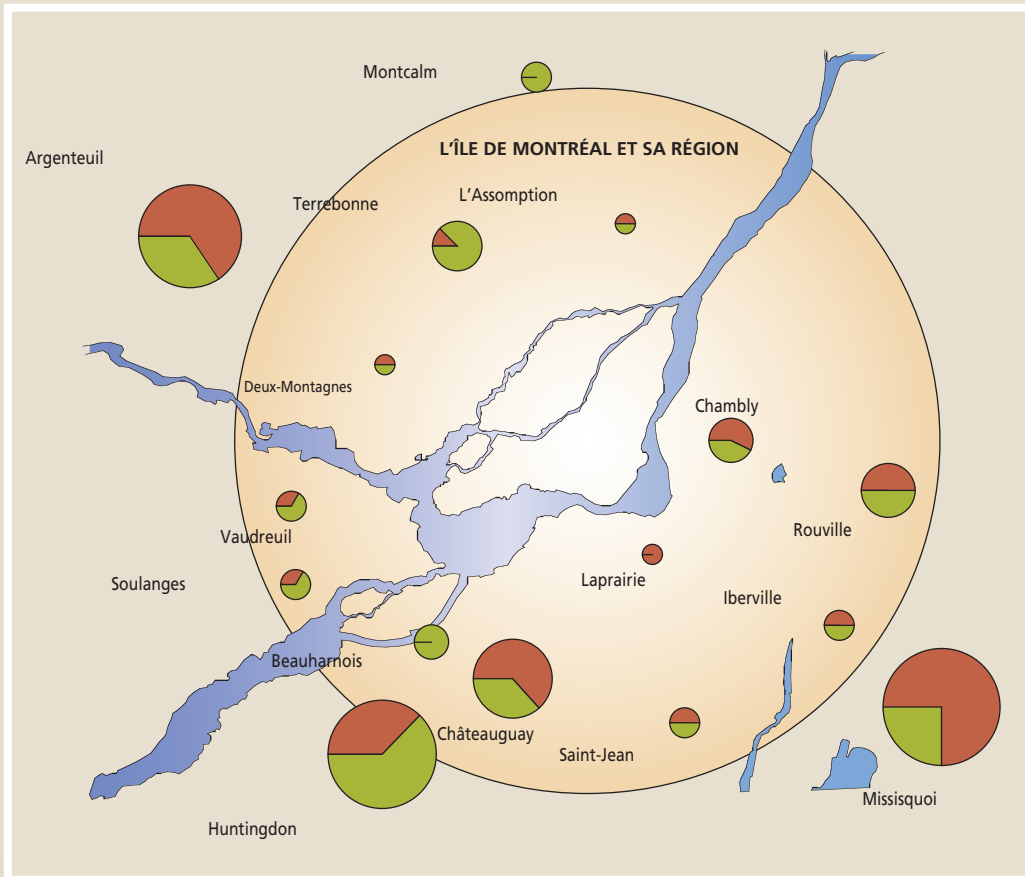 Montcalm
L'ÎLE DE MONTRÉAL ET SA RÉGION
Argenteuil
L'Assomption
Terrebonne
Deux-Montagnes
Chambly
Rouville
Vaudreuil
Laprairie
Soulanges
Iberville
Beauharnois
Châteauguay
Saint-Jean
Missisquoi
Huntingdon